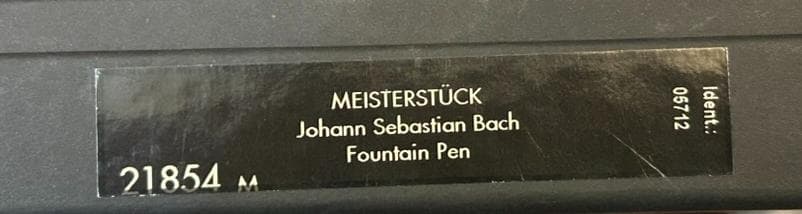 MEISTERSTÜCK
Johann Sebastian Bach
Fountain Pen
21854 M
Ident.:
05712